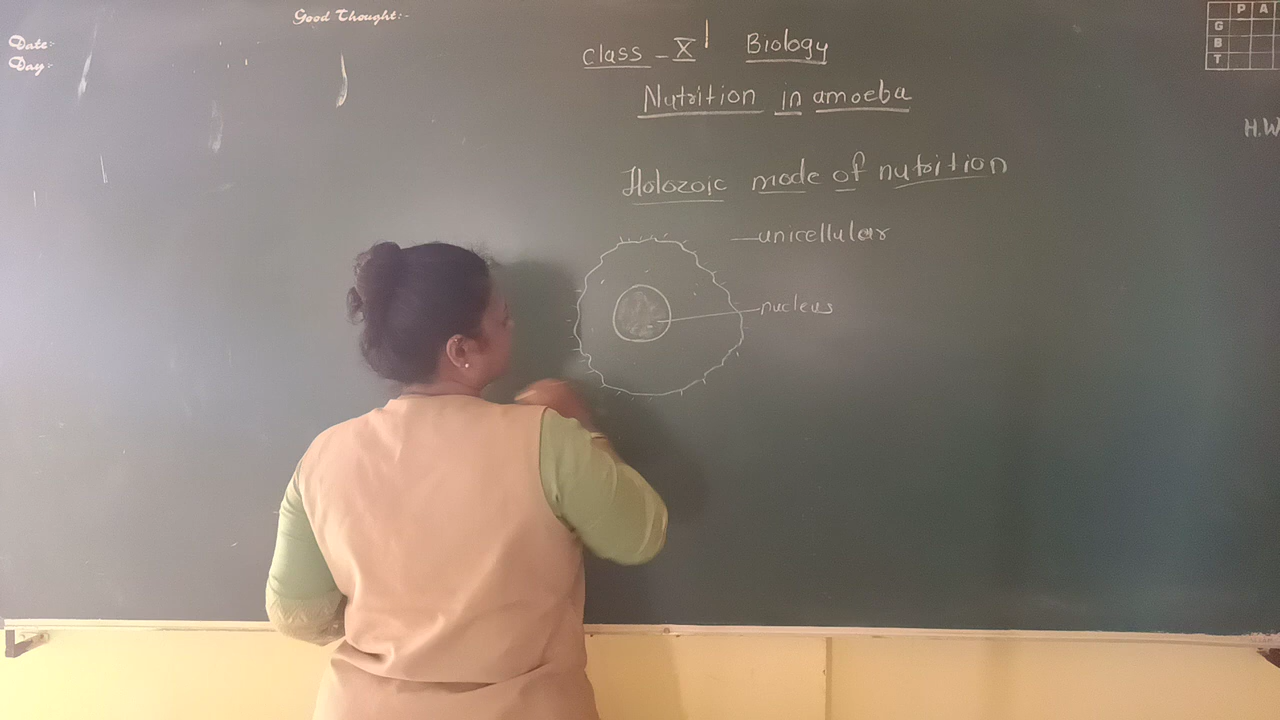 Good Thought:-
Date:-
Day:-
P A
G
B
T
Class - X Biology
Nutrition in amoeba
H.W
Holozoic mode of nutrition
unicellular
nucleus